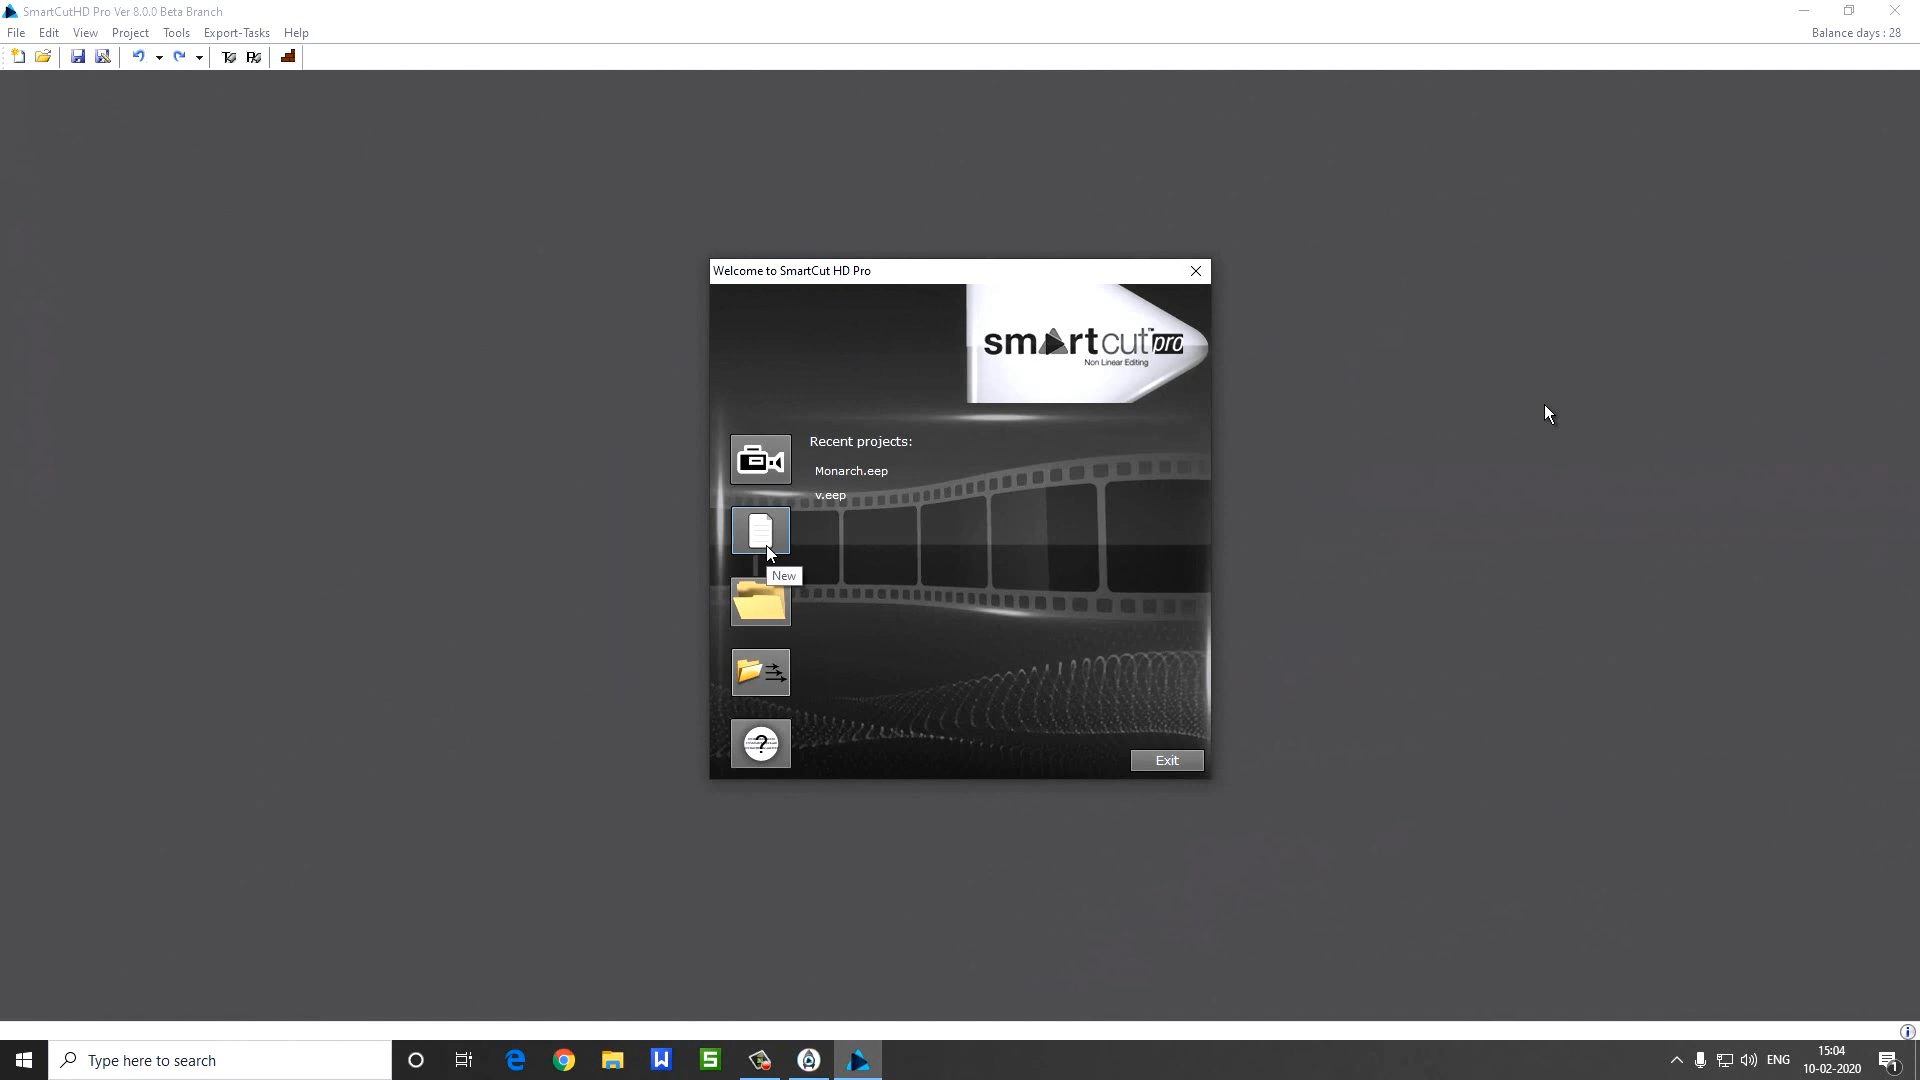 SmartCutHD Pro Ver 8.0.0 Beta Branch
File Edit View Project Tools Export-Tasks Help
Balance days : 28
Welcome to SmartCut HD Pro
smartcut pro
Non Linear Editing
Recent projects:
Monarch.eep
v.eep
New
?
Exit
Type here to search
ENG
15:04
10-02-2020
1